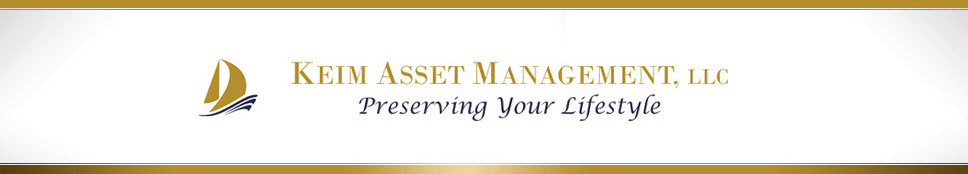 KEIM ASSET MANAGEMENT, LLC
Preserving Your Lifestyle